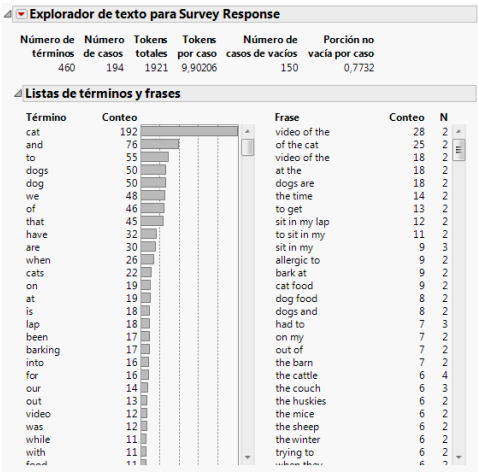 Explorador de texto para Survey Response
Número de términos Número de casos Tokens totales Tokens por caso Número de casos de vacíos Porción no vacía por caso
460 194 1921 9,90206 150 0,7732
Listas de términos y frases
Término Conteo Frase Conteo N
cat 192 video of the 28 2
and 76 of the cat 25 2
to 55 video of the 18 2
dogs 50 at the 18 2
dog 50 dogs are 18 2
we 48 the time 14 2
of 46 to get 13 2
that 45 sit in my lap 12 2
have 32 to sit in my 11 2
are 30 sit in my 9 3
when 26 allergic to 9 2
cats 22 bark at 9 2
on 19 cat food 9 2
at 19 dog food 8 2
is 18 dogs and 8 2
lap 18 had to 7 3
been 17 on my 7 2
barking 17 out of 7 2
into 16 the barn 7 2
for 16 the cattle 6 4
our 14 the couch 6 3
out 13 the huskies 6 2
video 12 the mice 6 2
was 12 the sheep 6 2
while 11 the winter 6 2
with 11 trying to 6 2
food 11 when they 6 2